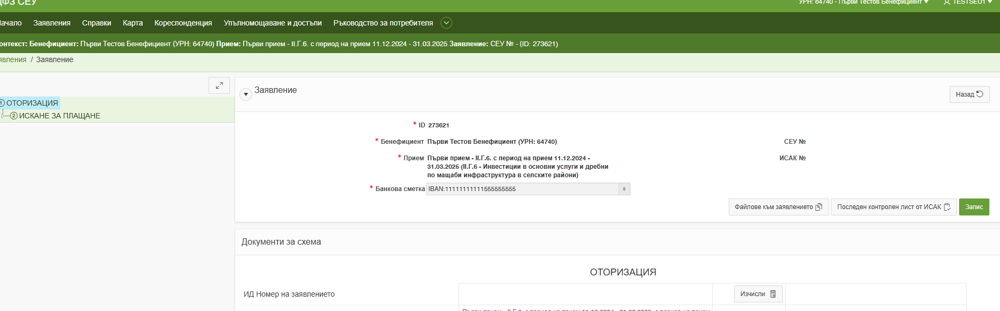 ДФЗ СЕУ
УРН: 64740 - Първи Тестов Бенефициент ▼ TESTSEU1 ▼
Начало Заявления Справки Карта Кореспонденция Упълномощаване и достъпи Ръководство за потребителя
Контекст: Бенефициент: Първи Тестов Бенефициент (УРН: 64740) Прием: Първи прием - II.Г.6. с период на прием 11.12.2024 - 31.03.2025 Заявление: СЕУ № - (ID: 273621)
Заявления / Заявление
① ОТОРИЗАЦИЯ
② ИСКАНЕ ЗА ПЛАЩАНЕ
Заявление
Назад
* ID 273621
* Бенефициент Първи Тестов Бенефициент (УРН: 64740)
СЕУ №
* Прием Първи прием - II.Г.6. с период на прием 11.12.2024 -
31.03.2025 (II.Г.6 - Инвестиции в основни услуги и дребни
по мащаби инфраструктура в селските райони)
ИСАК №
* Банкова сметка IBAN:11111111111555555555
Файлове към заявлението Последен контролен лист от ИСАК Запис
Документи за схема
ОТОРИЗАЦИЯ
ИД Номер на заявлението Изчисли